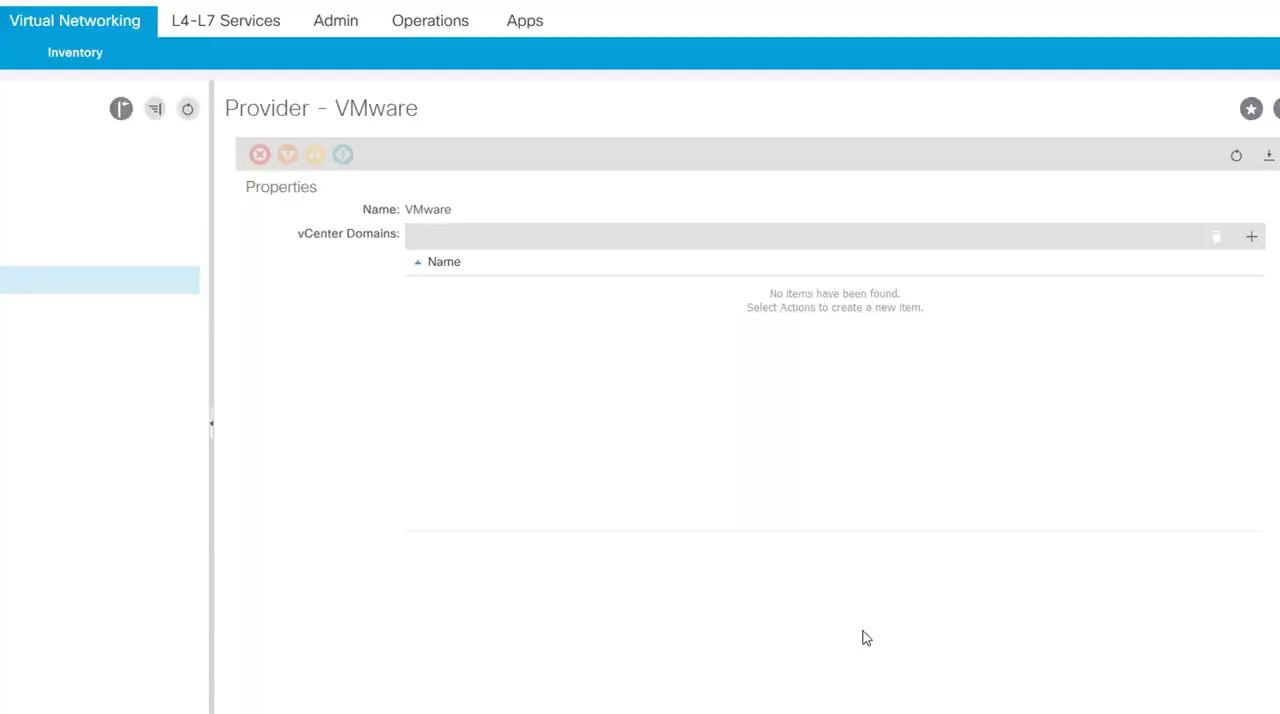 Virtual Networking L4-L7 Services Admin Operations Apps
Inventory
Provider - VMware
Properties
Name: VMware
vCenter Domains:
Name
No items have been found.
Select Actions to create a new item.